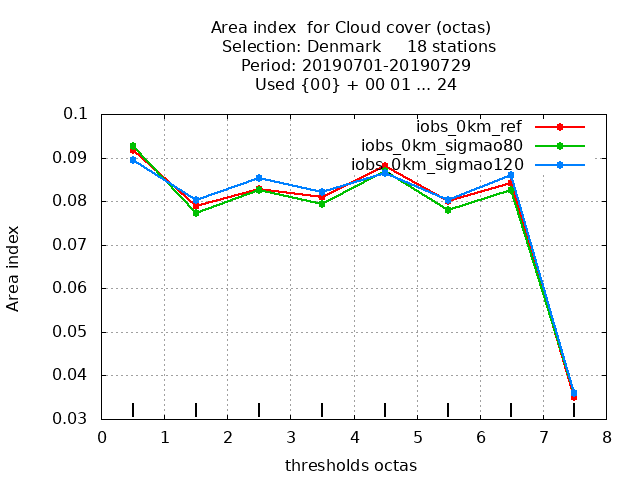 Area index  for Cloud cover (octas)
Selection: Denmark     18 stations
Period: 20190701-20190729
Used {00} + 00 01 ... 24
iobs_0km_ref
iobs_0km_sigmao80
iobs_0km_sigmao120
Area index
0.1
0.09
0.08
0.07
0.06
0.05
0.04
0.03
0 1 2 3 4 5 6 7 8
thresholds octas